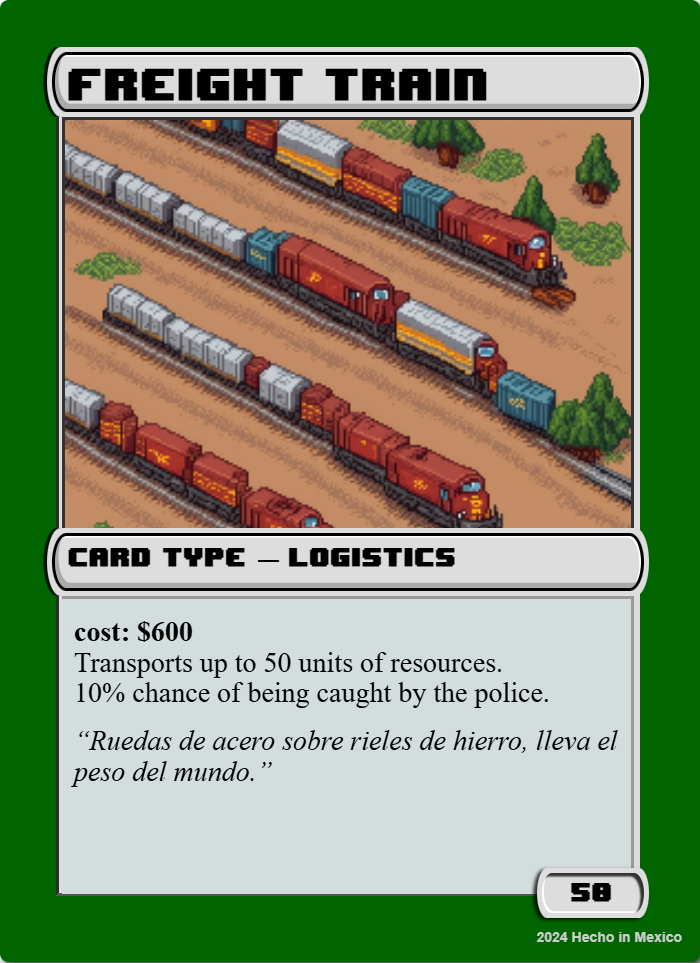 FREIGHT TRAIN
CARD TYPE — LOGISTICS
cost: $600
Transports up to 50 units of resources.
10% chance of being caught by the police.
“Ruedas de acero sobre rieles de hierro, lleva el
peso del mundo.”
50
2024 Hecho in Mexico